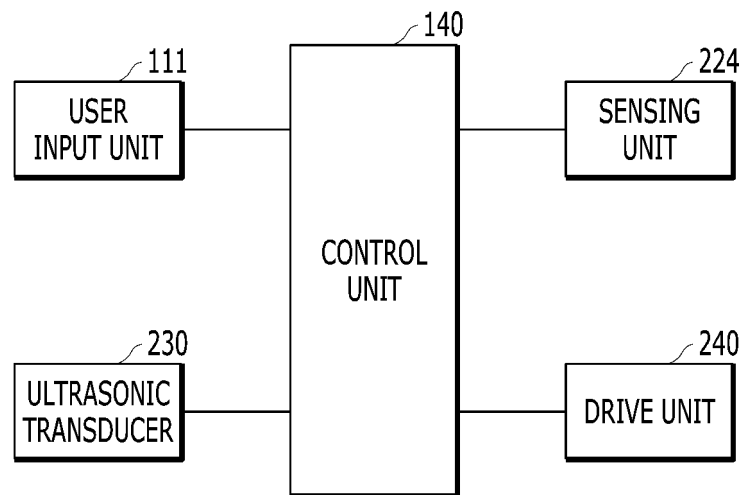 140
111
USER
INPUT UNIT
224
SENSING
UNIT
CONTROL
UNIT
230
ULTRASONIC
TRANSDUCER
240
DRIVE UNIT